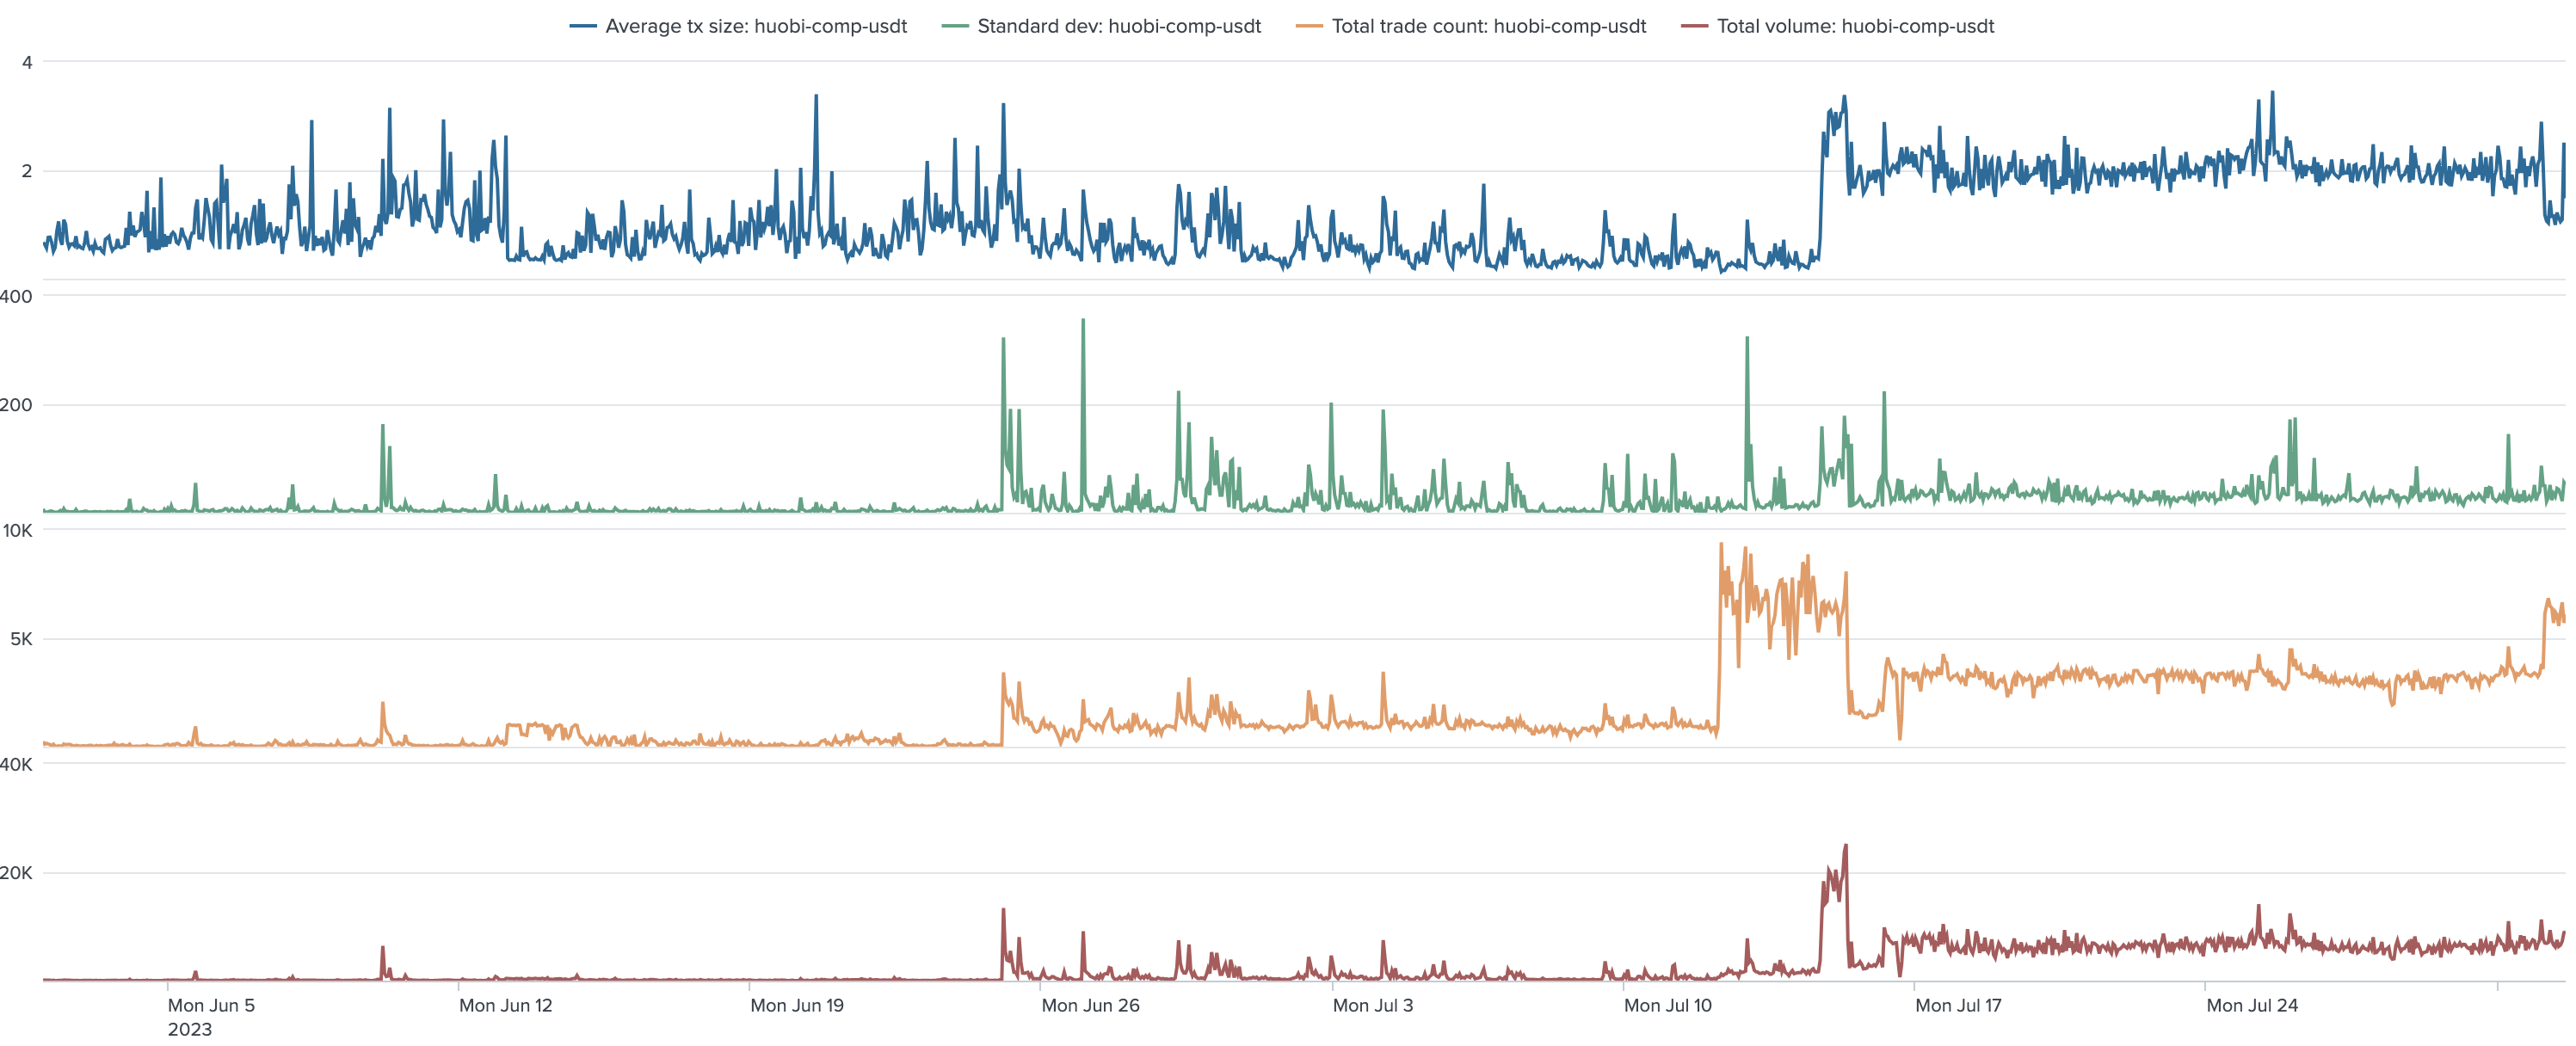 Average tx size: huobi-comp-usdt Standard dev: huobi-comp-usdt Total trade count: huobi-comp-usdt Total volume: huobi-comp-usdt
4
2
400
200
10K
5K
40K
20K
Mon Jun 5 Mon Jun 12 Mon Jun 19 Mon Jun 26 Mon Jul 3 Mon Jul 10 Mon Jul 17 Mon Jul 24
2023